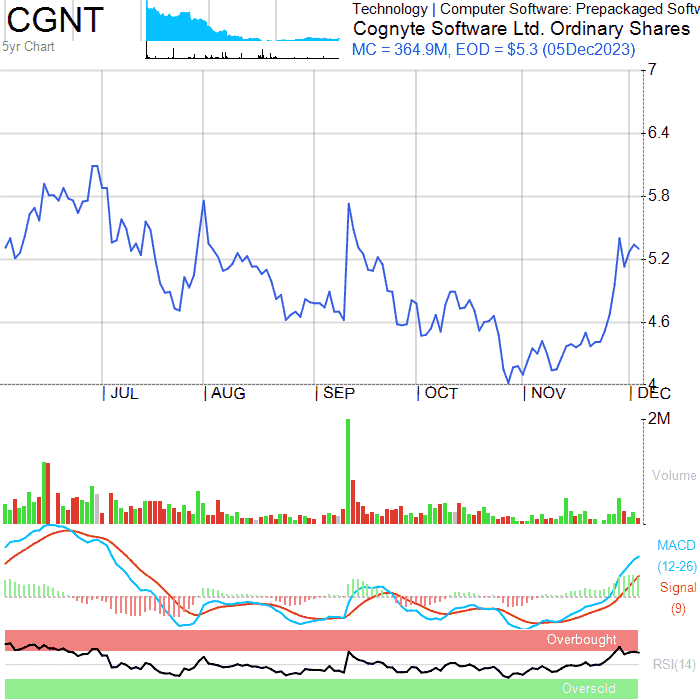 CGNT
5yr Chart
Technology | Computer Software: Prepackaged Softw
Cognyte Software Ltd. Ordinary Shares
MC = 364.9M, EOD = $5.3 (05Dec2023)
7
6.4
5.8
5.2
4.6
4
| JUL | AUG | SEP | OCT | NOV | DEC
2M
Volume
MACD
(12-26)
Signal
(9)
Overbought
RSI(14)
Oversold